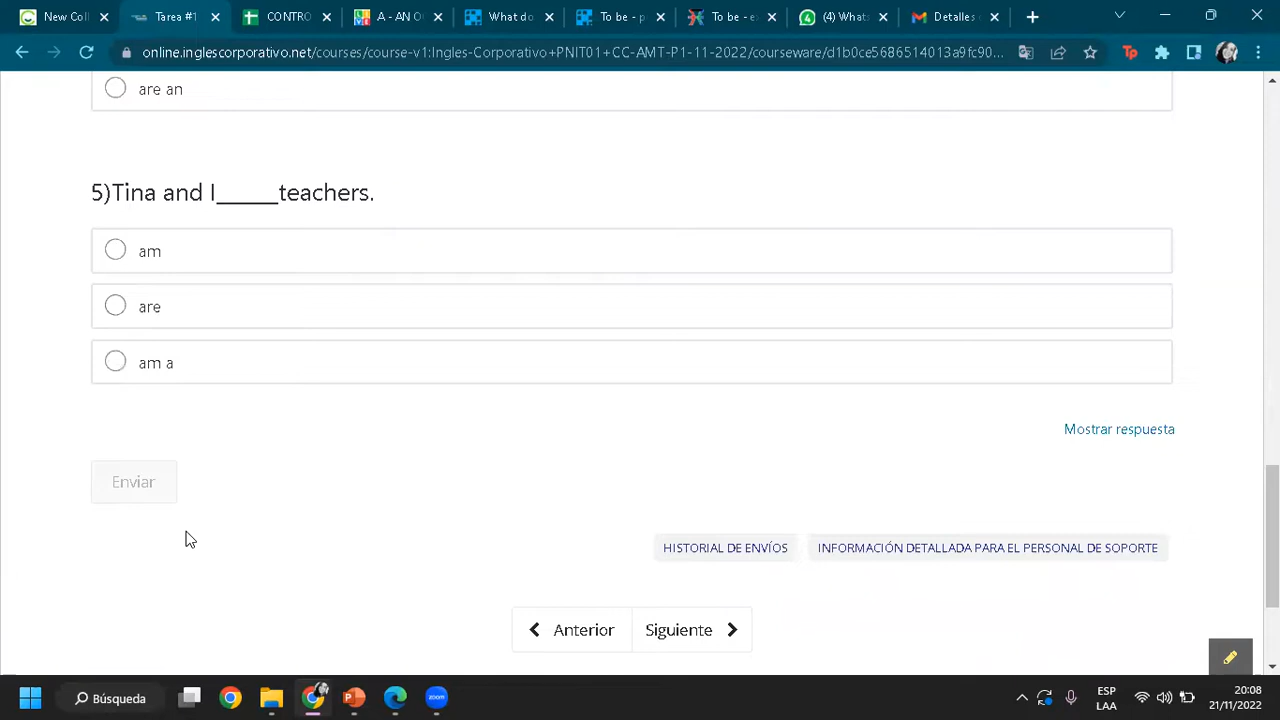 New Coll
Tarea #1
CONTRO
A - AN O
What do
To be - p
To be - e
(4) Whats
Detalles
online.inglescorporativo.net/courses/course-v1:Ingles-Corporativo+PNIT01+CC-AMT-P1-11-2022/courseware/d1b0ce5686514013a9fc90...
are an
5)Tina and I_____teachers.
am
are
am a
Mostrar respuesta
Enviar
HISTORIAL DE ENVÍOS
INFORMACIÓN DETALLADA PARA EL PERSONAL DE SOPORTE
Anterior
Siguiente
Búsqueda
zoom
ESP
LAA
20:08
21/11/2022